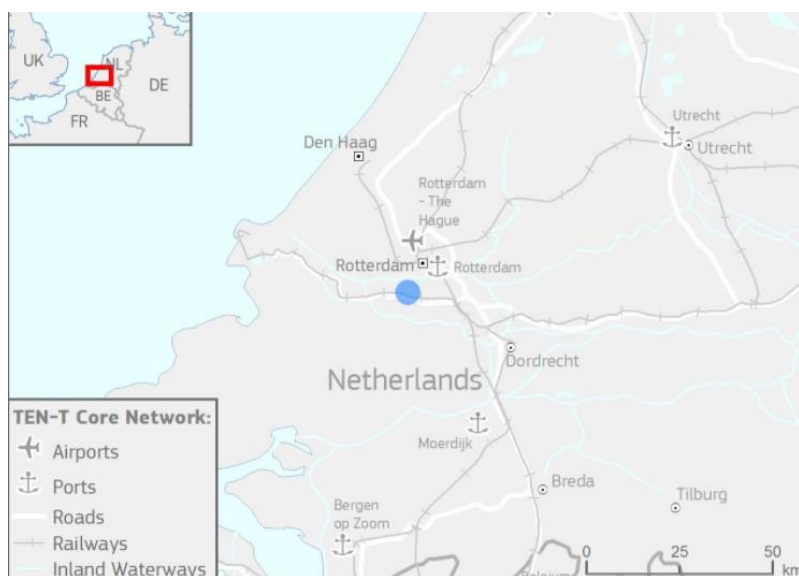 UK
NL
BE
DE
FR
Den Haag
Utrecht
Utrecht
Rotterdam
- The
Hague
Rotterdam
Rotterdam
Dordrecht
Netherlands
Moerdijk
Breda
Tilburg
Bergen
op Zoom
TEN-T Core Network:
Airports
Ports
Roads
Railways
Inland Waterways
0 25 50
km
Belgium